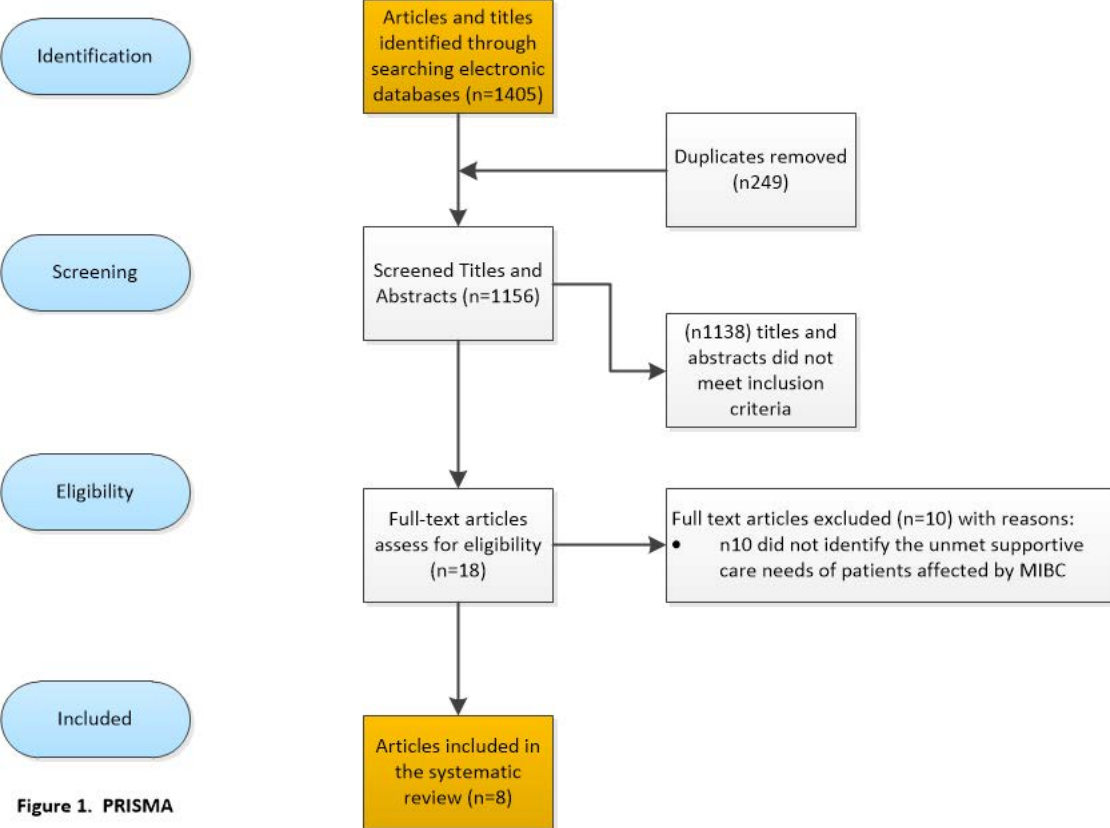 Identification
Articles and titles
identified through
searching electronic
databases (n=1405)
Duplicates removed
(n249)
Screening
Screened Titles and
Abstracts (n=1156)
(n1138) titles and
abstracts did not
meet inclusion
criteria
Eligibility
Full-text articles
assess for eligibility
(n=18)
Full text articles excluded (n=10) with reasons:
• n10 did not identify the unmet supportive
care needs of patients affected by MIBC
Included
Articles included in
the systematic
review (n=8)
Figure 1. PRISMA